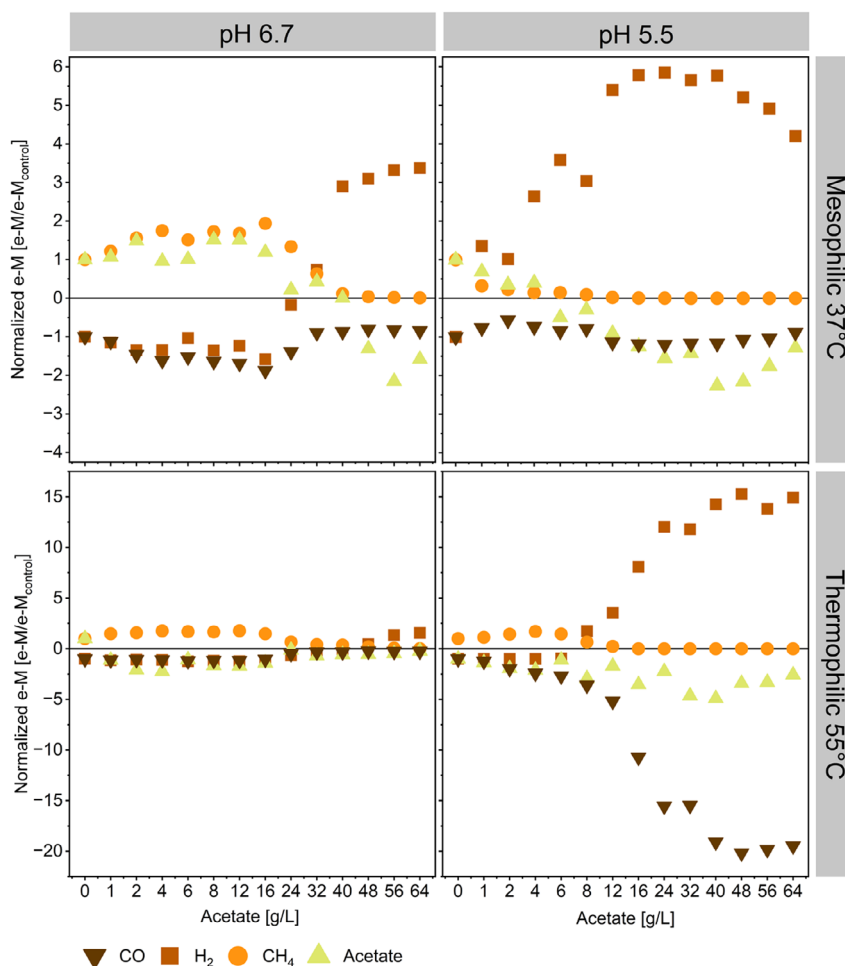 pH 6.7
pH 5.5
Normalized e-M [e-M/e-Mcontrol]
6
5
4
3
2
1
0
−1
−2
−3
−4
Mesophilic 37°C
Normalized e-M [e-M/e-Mcontrol]
15
10
5
0
−5
−10
−15
−20
Thermophilic 55°C
0 1 2 4 6 8 12 16 24 32 40 48 56 64
0 1 2 4 6 8 12 16 24 32 40 56 64
Acetate [g/L]
Acetate [g/L]
CO H₂ CH₄ Acetate